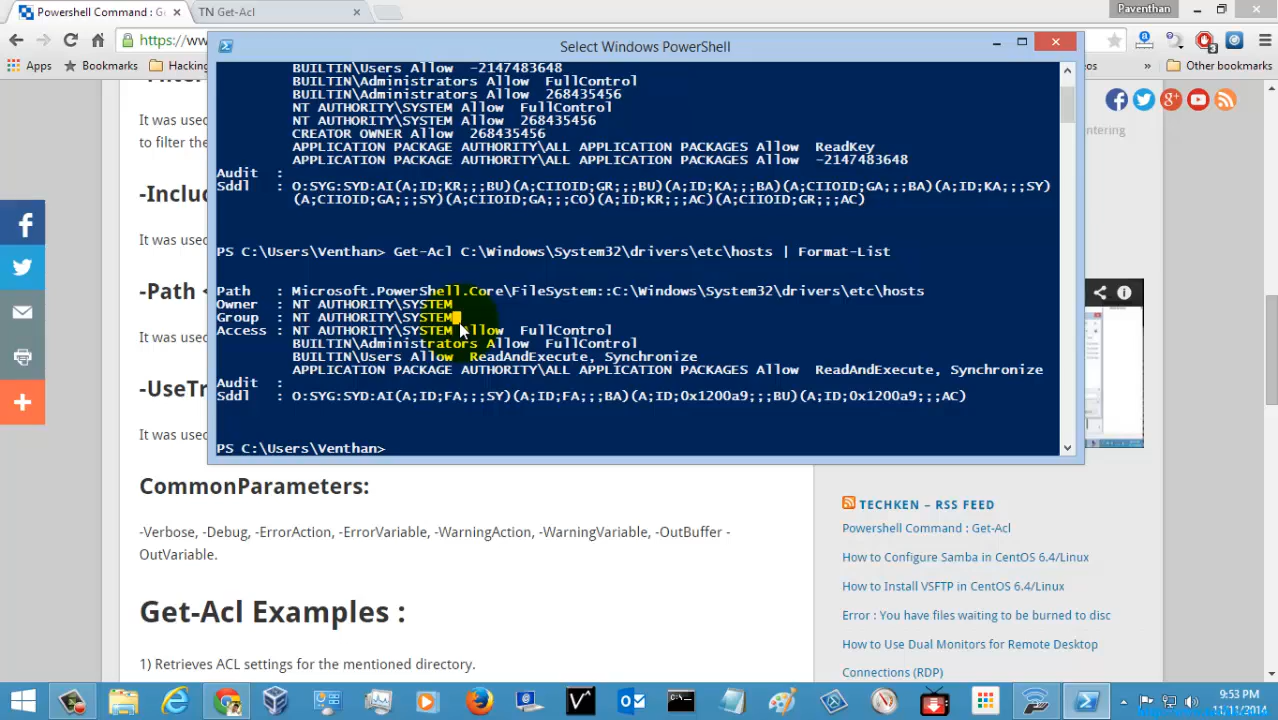 Powershell Command : Ge
TN Get-Acl
Paventhan
https://ww
Select Windows PowerShell
Apps
Bookmarks
Hacking
Other bookmarks
BUILTIN\Users Allow  -2147483648
BUILTIN\Administrators Allow  FullControl
BUILTIN\Administrators Allow  268435456
NT AUTHORITY\SYSTEM Allow  FullControl
NT AUTHORITY\SYSTEM Allow  268435456
CREATOR OWNER Allow  268435456
APPLICATION PACKAGE AUTHORITY\ALL APPLICATION PACKAGES Allow  ReadKey
APPLICATION PACKAGE AUTHORITY\ALL APPLICATION PACKAGES Allow  -2147483648
Audit  :
Sddl   : O:SYG:SYD:AI(A;ID;KR;;;BU)(A;CIIOID;GR;;;BU)(A;ID;KA;;;BA)(A;CIIOID;GA;;;BA)(A;ID;KA;;;SY)
(A;CIIOID;GA;;;SY)(A;CIIOID;GA;;;CO)(A;ID;KR;;;AC)(A;CIIOID;GR;;;AC)
PS C:\Users\Venthan> Get-Acl C:\Windows\System32\drivers\etc\hosts | Format-List
Path   : Microsoft.PowerShell.Core\FileSystem::C:\Windows\System32\drivers\etc\hosts
Owner  : NT AUTHORITY\SYSTEM
Group  : NT AUTHORITY\SYSTEM
Access : NT AUTHORITY\SYSTEM Allow  FullControl
BUILTIN\Administrators Allow  FullControl
BUILTIN\Users Allow  ReadAndExecute, Synchronize
APPLICATION PACKAGE AUTHORITY\ALL APPLICATION PACKAGES Allow  ReadAndExecute, Synchronize
Audit  :
Sddl   : O:SYG:SYD:AI(A;ID;FA;;;SY)(A;ID;FA;;;BA)(A;ID;0x1200a9;;;BU)(A;ID;0x1200a9;;;AC)
PS C:\Users\Venthan>
It was used
to filter the
-Includ
It was used
-Path <
It was used
-UseTr
It was used
CommonParameters:
-Verbose, -Debug, -ErrorAction, -ErrorVariable, -WarningAction, -WarningVariable, -OutBuffer -
OutVariable.
Get-Acl Examples :
1) Retrieves ACL settings for the mentioned directory.
ntering
TECHKEN – RSS FEED
Powershell Command : Get-Acl
How to Configure Samba in CentOS 6.4/Linux
How to Install VSFTP in CentOS 6.4/Linux
Error : You have files waiting to be burned to disc
How to Use Dual Monitors for Remote Desktop
Connections (RDP)
9:53 PM
11/11/2014